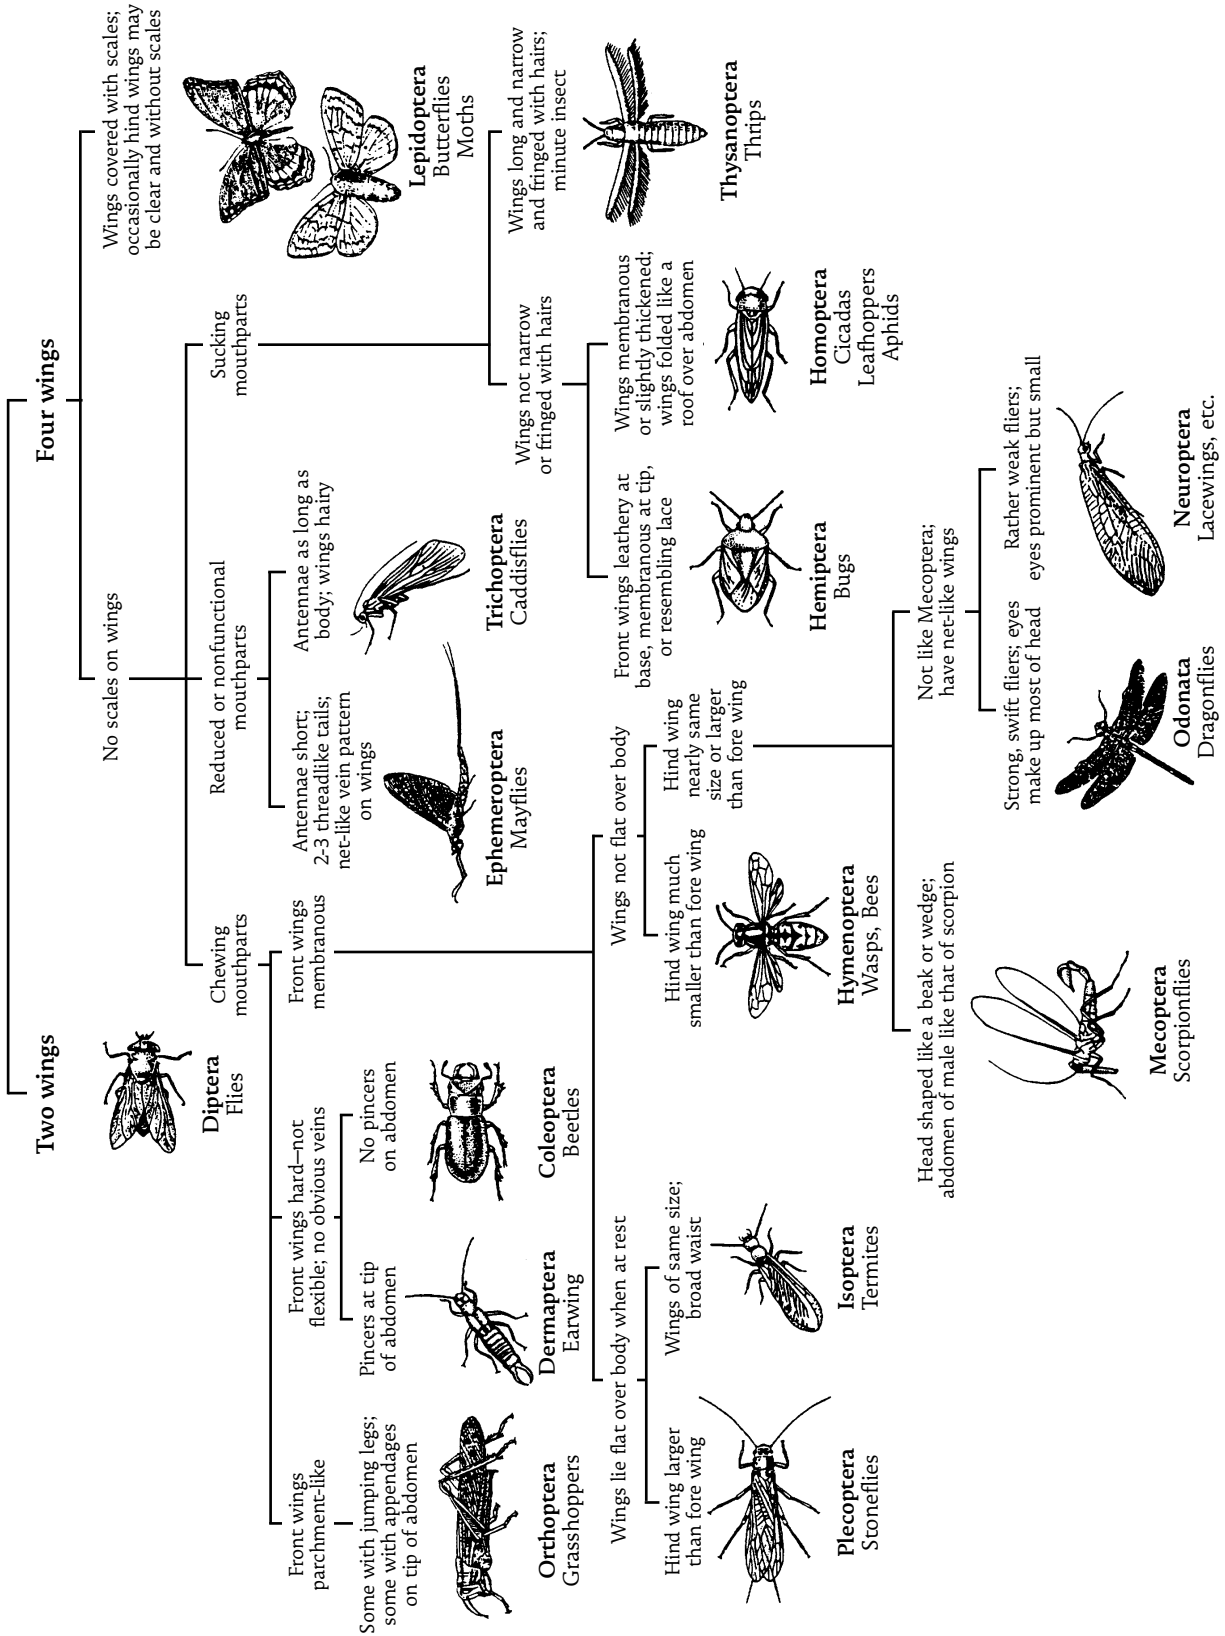 Two wings
Diptera
Flies
Four wings
Wings covered with scales;
occasionally hind wings may
be clear and without scales
Lepidoptera
Butterflies
Moths
No scales on wings
Chewing
mouthparts
Reduced or nonfunctional
mouthparts
Sucking
mouthparts
Front wings
parchment-like
Some with jumping legs;
some with appendages
on tip of abdomen
Orthoptera
Grasshoppers
Front wings hard—not
flexible; no obvious veins
Pincers at tip
of abdomen
Dermaptera
Earwing
No pincers
on abdomen
Coleoptera
Beetles
Front wings
membranous
Antennae short;
2-3 threadlike tails;
net-like vein pattern
on wings
Ephemeroptera
Mayflies
Antennae as long as
body; wings hairy
Trichoptera
Caddisflies
Wings not narrow
or fringed with hairs
Wings long and narrow
and fringed with hairs;
minute insect
Thysanoptera
Thrips
Front wings leathery at
base, membranous at tip,
or resembling lace
Hemiptera
Bugs
Wings membranous
or slightly thickened;
wings folded like a
roof over abdomen
Homoptera
Cicadas
Leafhoppers
Aphids
Wings lie flat over body when at rest
Hind wing larger
than fore wing
Plecoptera
Stoneflies
Wings of same size;
broad waist
Isoptera
Termites
Wings not flat over body
Hind wing much
smaller than fore wing
Hymenoptera
Wasps, Bees
Hind wing
nearly same
size or larger
than fore wing
Head shaped like a beak or wedge;
abdomen of male like that of scorpion
Mecoptera
Scorpionflies
Not like Mecoptera;
have net-like wings
Strong, swift fliers; eyes
make up most of head
Odonata
Dragonflies
Rather weak fliers;
eyes prominent but small
Neuroptera
Lacewings, etc.